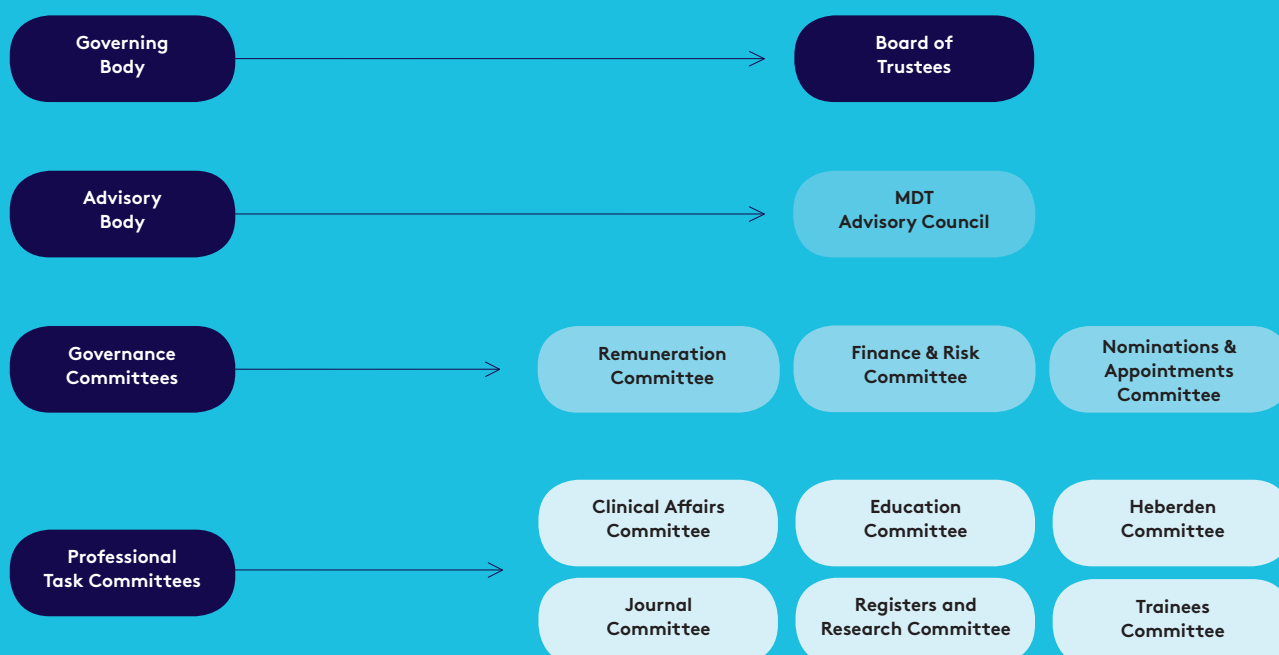 Governing
Body
Board of
Trustees
Advisory
Body
MDT
Advisory Council
Governance
Committees
Remuneration
Committee
Finance & Risk
Committee
Nominations &
Appointments
Committee
Professional
Task Committees
Clinical Affairs
Committee
Education
Committee
Heberden
Committee
Journal
Committee
Registers and
Research Committee
Trainees
Committee